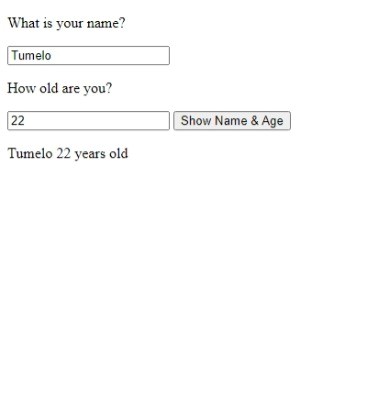 What is your name?
Tumelo
How old are you?
22 Show Name & Age
Tumelo 22 years old